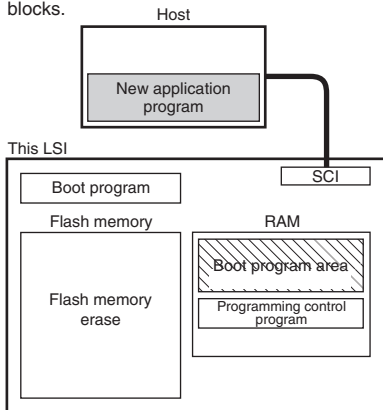 blocks.
Host
New application
program
This LSI
SCI
Boot program
Flash memory
RAM
Boot program area
Flash memory
erase
Programming control
program